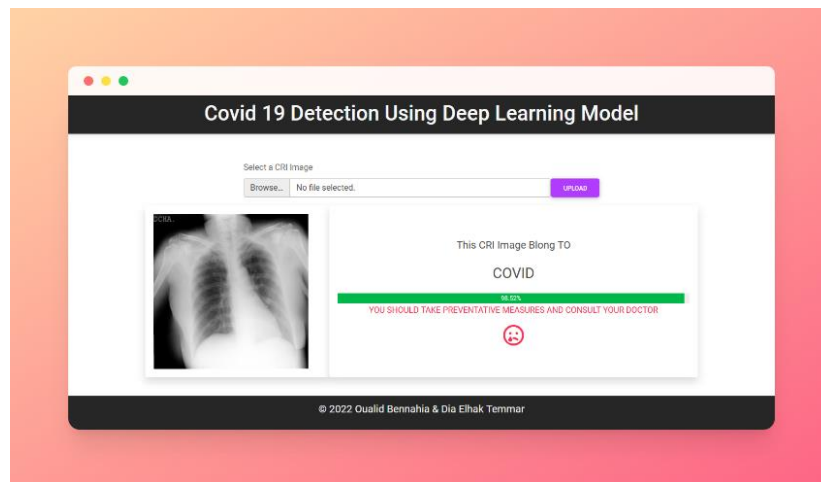 Covid 19 Detection Using Deep Learning Model
Select a CRI Image
Browse... No file selected. UPLOAD
This CRI Image Blong TO
COVID
98.52%
YOU SHOULD TAKE PREVENTATIVE MEASURES AND CONSULT YOUR DOCTOR
© 2022 Oualid Bennahia & Dia Elhak Temmar